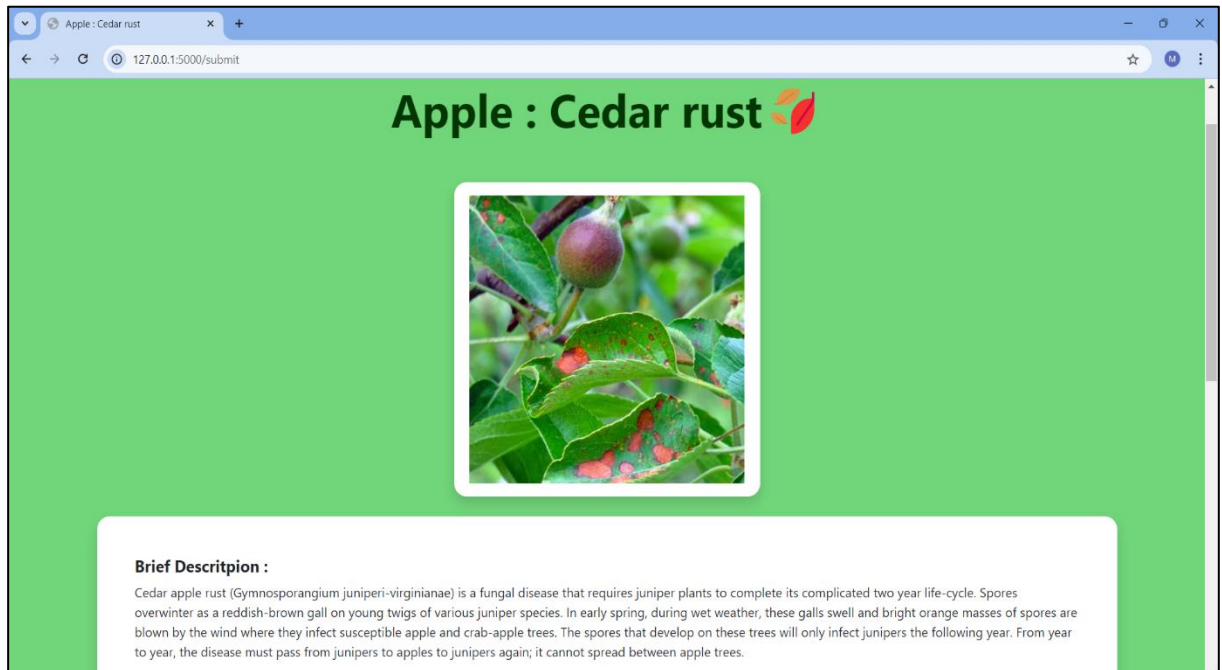 Apple : Cedar rust
127.0.0.1:5000/submit
M
Apple : Cedar rust
Brief Descritpion :
Cedar apple rust (Gymnosporangium juniperi-virginianae) is a fungal disease that requires juniper plants to complete its complicated two year life-cycle. Spores
overwinter as a reddish-brown gall on young twigs of various juniper species. In early spring, during wet weather, these galls swell and bright orange masses of spores are
blown by the wind where they infect susceptible apple and crab-apple trees. The spores that develop on these trees will only infect junipers the following year. From year
to year, the disease must pass from junipers to apples to junipers again; it cannot spread between apple trees.